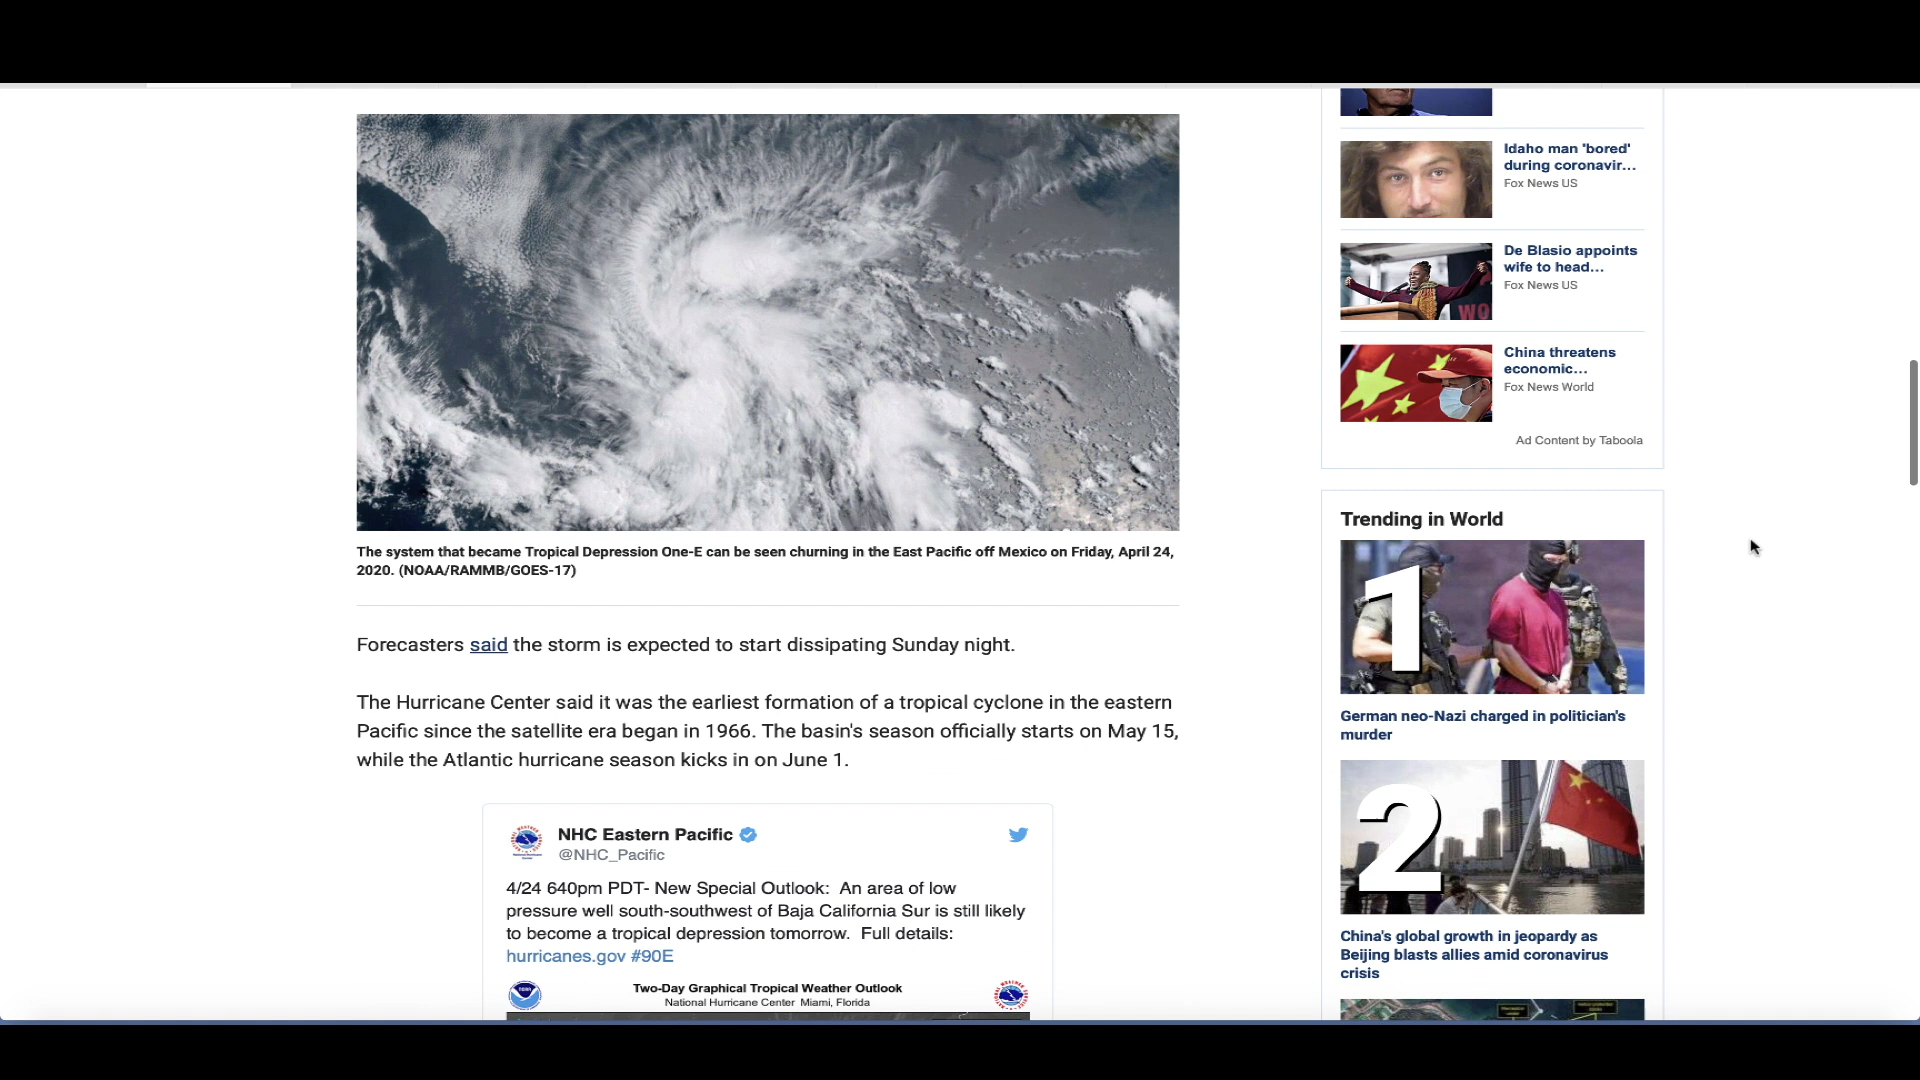 The system that became Tropical Depression One-E can be seen churning in the East Pacific off Mexico on Friday, April 24,
2020. (NOAA/RAMMB/GOES-17)
Forecasters said the storm is expected to start dissipating Sunday night.
The Hurricane Center said it was the earliest formation of a tropical cyclone in the eastern
Pacific since the satellite era began in 1966. The basin's season officially starts on May 15,
while the Atlantic hurricane season kicks in on June 1.
NHC Eastern Pacific
@NHC_Pacific
4/24 640pm PDT- New Special Outlook:  An area of low
pressure well south-southwest of Baja California Sur is still likely
to become a tropical depression tomorrow.  Full details:
hurricanes.gov #90E
Two-Day Graphical Tropical Weather Outlook
National Hurricane Center  Miami, Florida
Idaho man 'bored'
during coronavir...
Fox News US
De Blasio appoints
wife to head...
Fox News US
WO
China threatens
economic...
Fox News World
Ad Content by Taboola
Trending in World
1
German neo-Nazi charged in politician's
murder
2
China's global growth in jeopardy as
Beijing blasts allies amid coronavirus
crisis